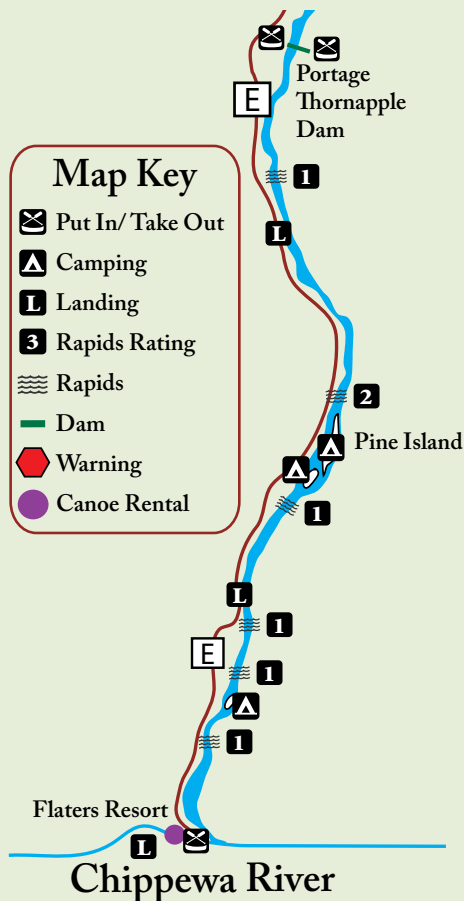 Portage
Thornapple
Dam
E
1
Map Key
Put In/ Take Out
Camping
L Landing
3 Rapids Rating
Rapids
Dam
Warning
Canoe Rental
L
2
Pine Island
1
L
1
E
1
1
Flaters Resort
L
Chippewa River